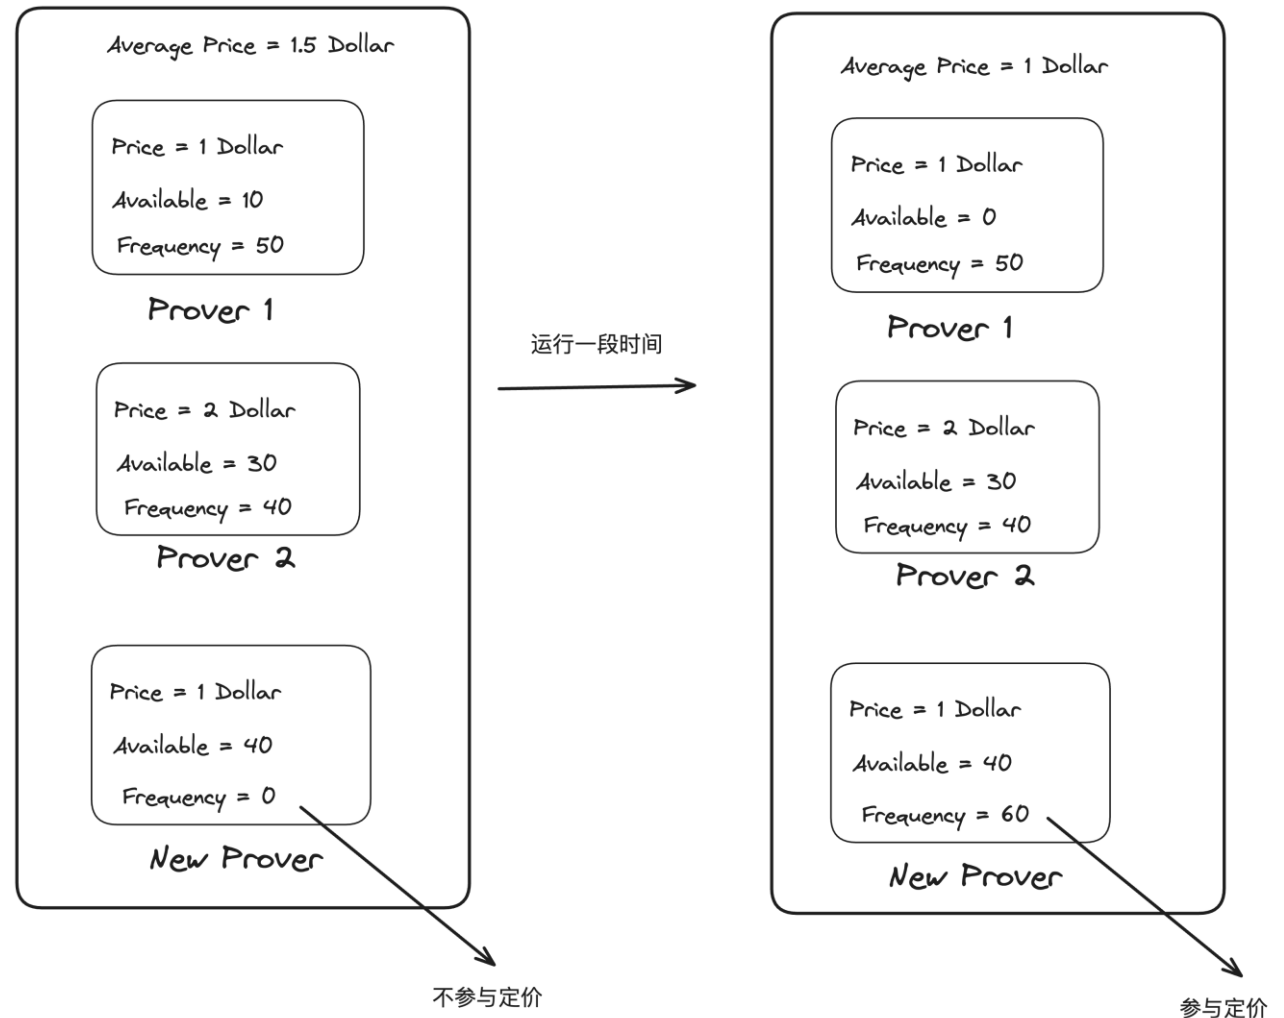 Average Price = 1.5 Dollar
Price = 1 Dollar
Available = 10
Frequency = 50
Prover 1
Price = 2 Dollar
Available = 30
Frequency = 40
Prover 2
Price = 1 Dollar
Available = 40
Frequency = 0
New Prover
不参与定价
运行一段时间
Average Price = 1 Dollar
Price = 1 Dollar
Available = 0
Frequency = 50
Prover 1
Price = 2 Dollar
Available = 30
Frequency = 40
Prover 2
Price = 1 Dollar
Available = 40
Frequency = 60
New Prover
参与定价